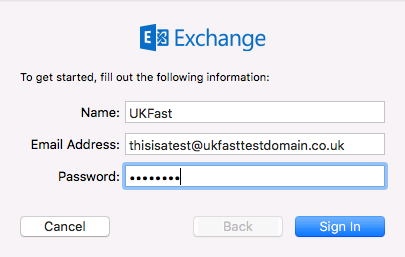 Exchange
To get started, fill out the following information:
Name: UKFast
Email Address: thisisatest@ukfasttestdomain.co.uk
Password: ••••••••
Cancel Back Sign In